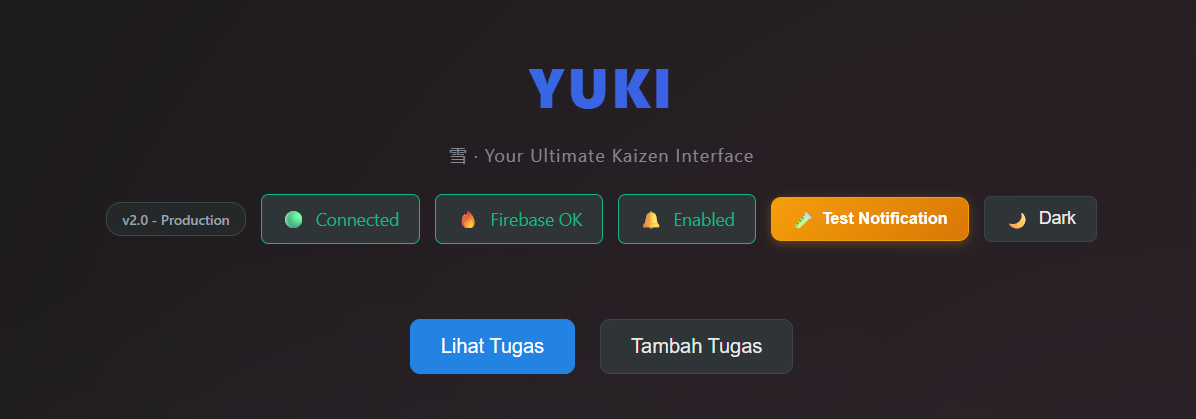 YUKI
雪 · Your Ultimate Kaizen Interface
v2.0 - Production Connected Firebase OK Enabled Test Notification Dark
Lihat Tugas Tambah Tugas